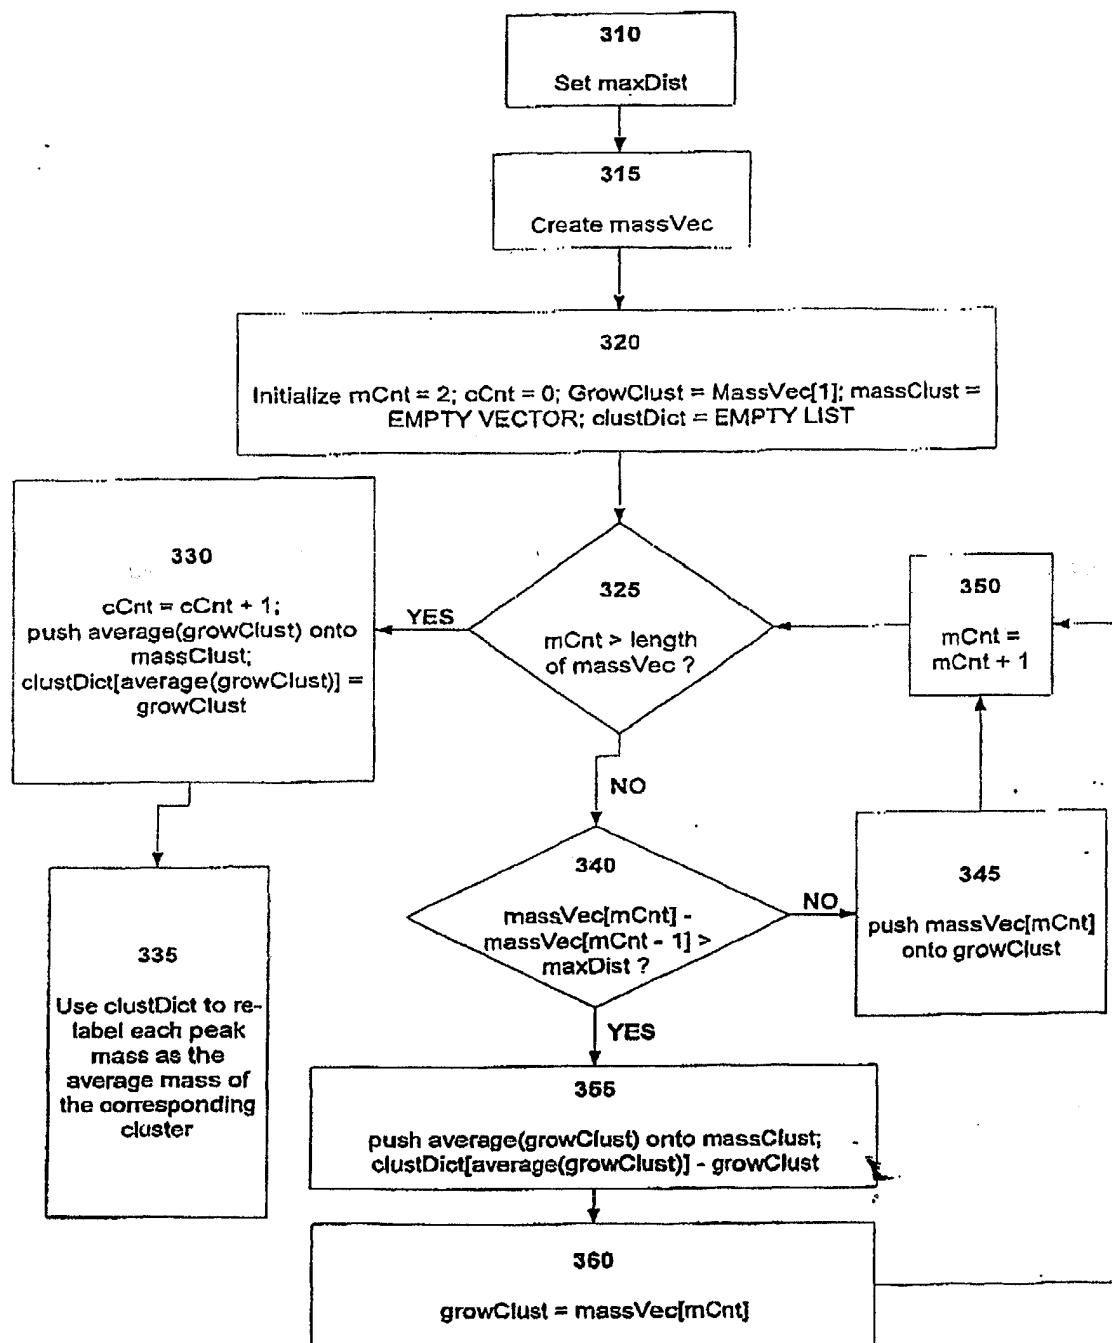 310
Set maxDist
315
Create massVec
320
Initialize mCnt = 2; cCnt = 0; GrowClust = MassVec[1]; massClust =
EMPTY VECTOR; clustDict = EMPTY LIST
325
mCnt > length
of massVec ?
YES
330
cCnt = cCnt + 1;
push average(growClust) onto
massClust;
clustDict[average(growClust)] =
growClust
335
Use clustDict to re-
label each peak
mass as the
average mass of
the corresponding
cluster
NO
340
massVec[mCnt] -
massVec[mCnt - 1] >
maxDist ?
NO
345
push massVec[mCnt]
onto growClust
350
mCnt =
mCnt + 1
YES
355
push average(growClust) onto massClust;
clustDict[average(growClust)] - growClust
360
growClust = massVec[mCnt]